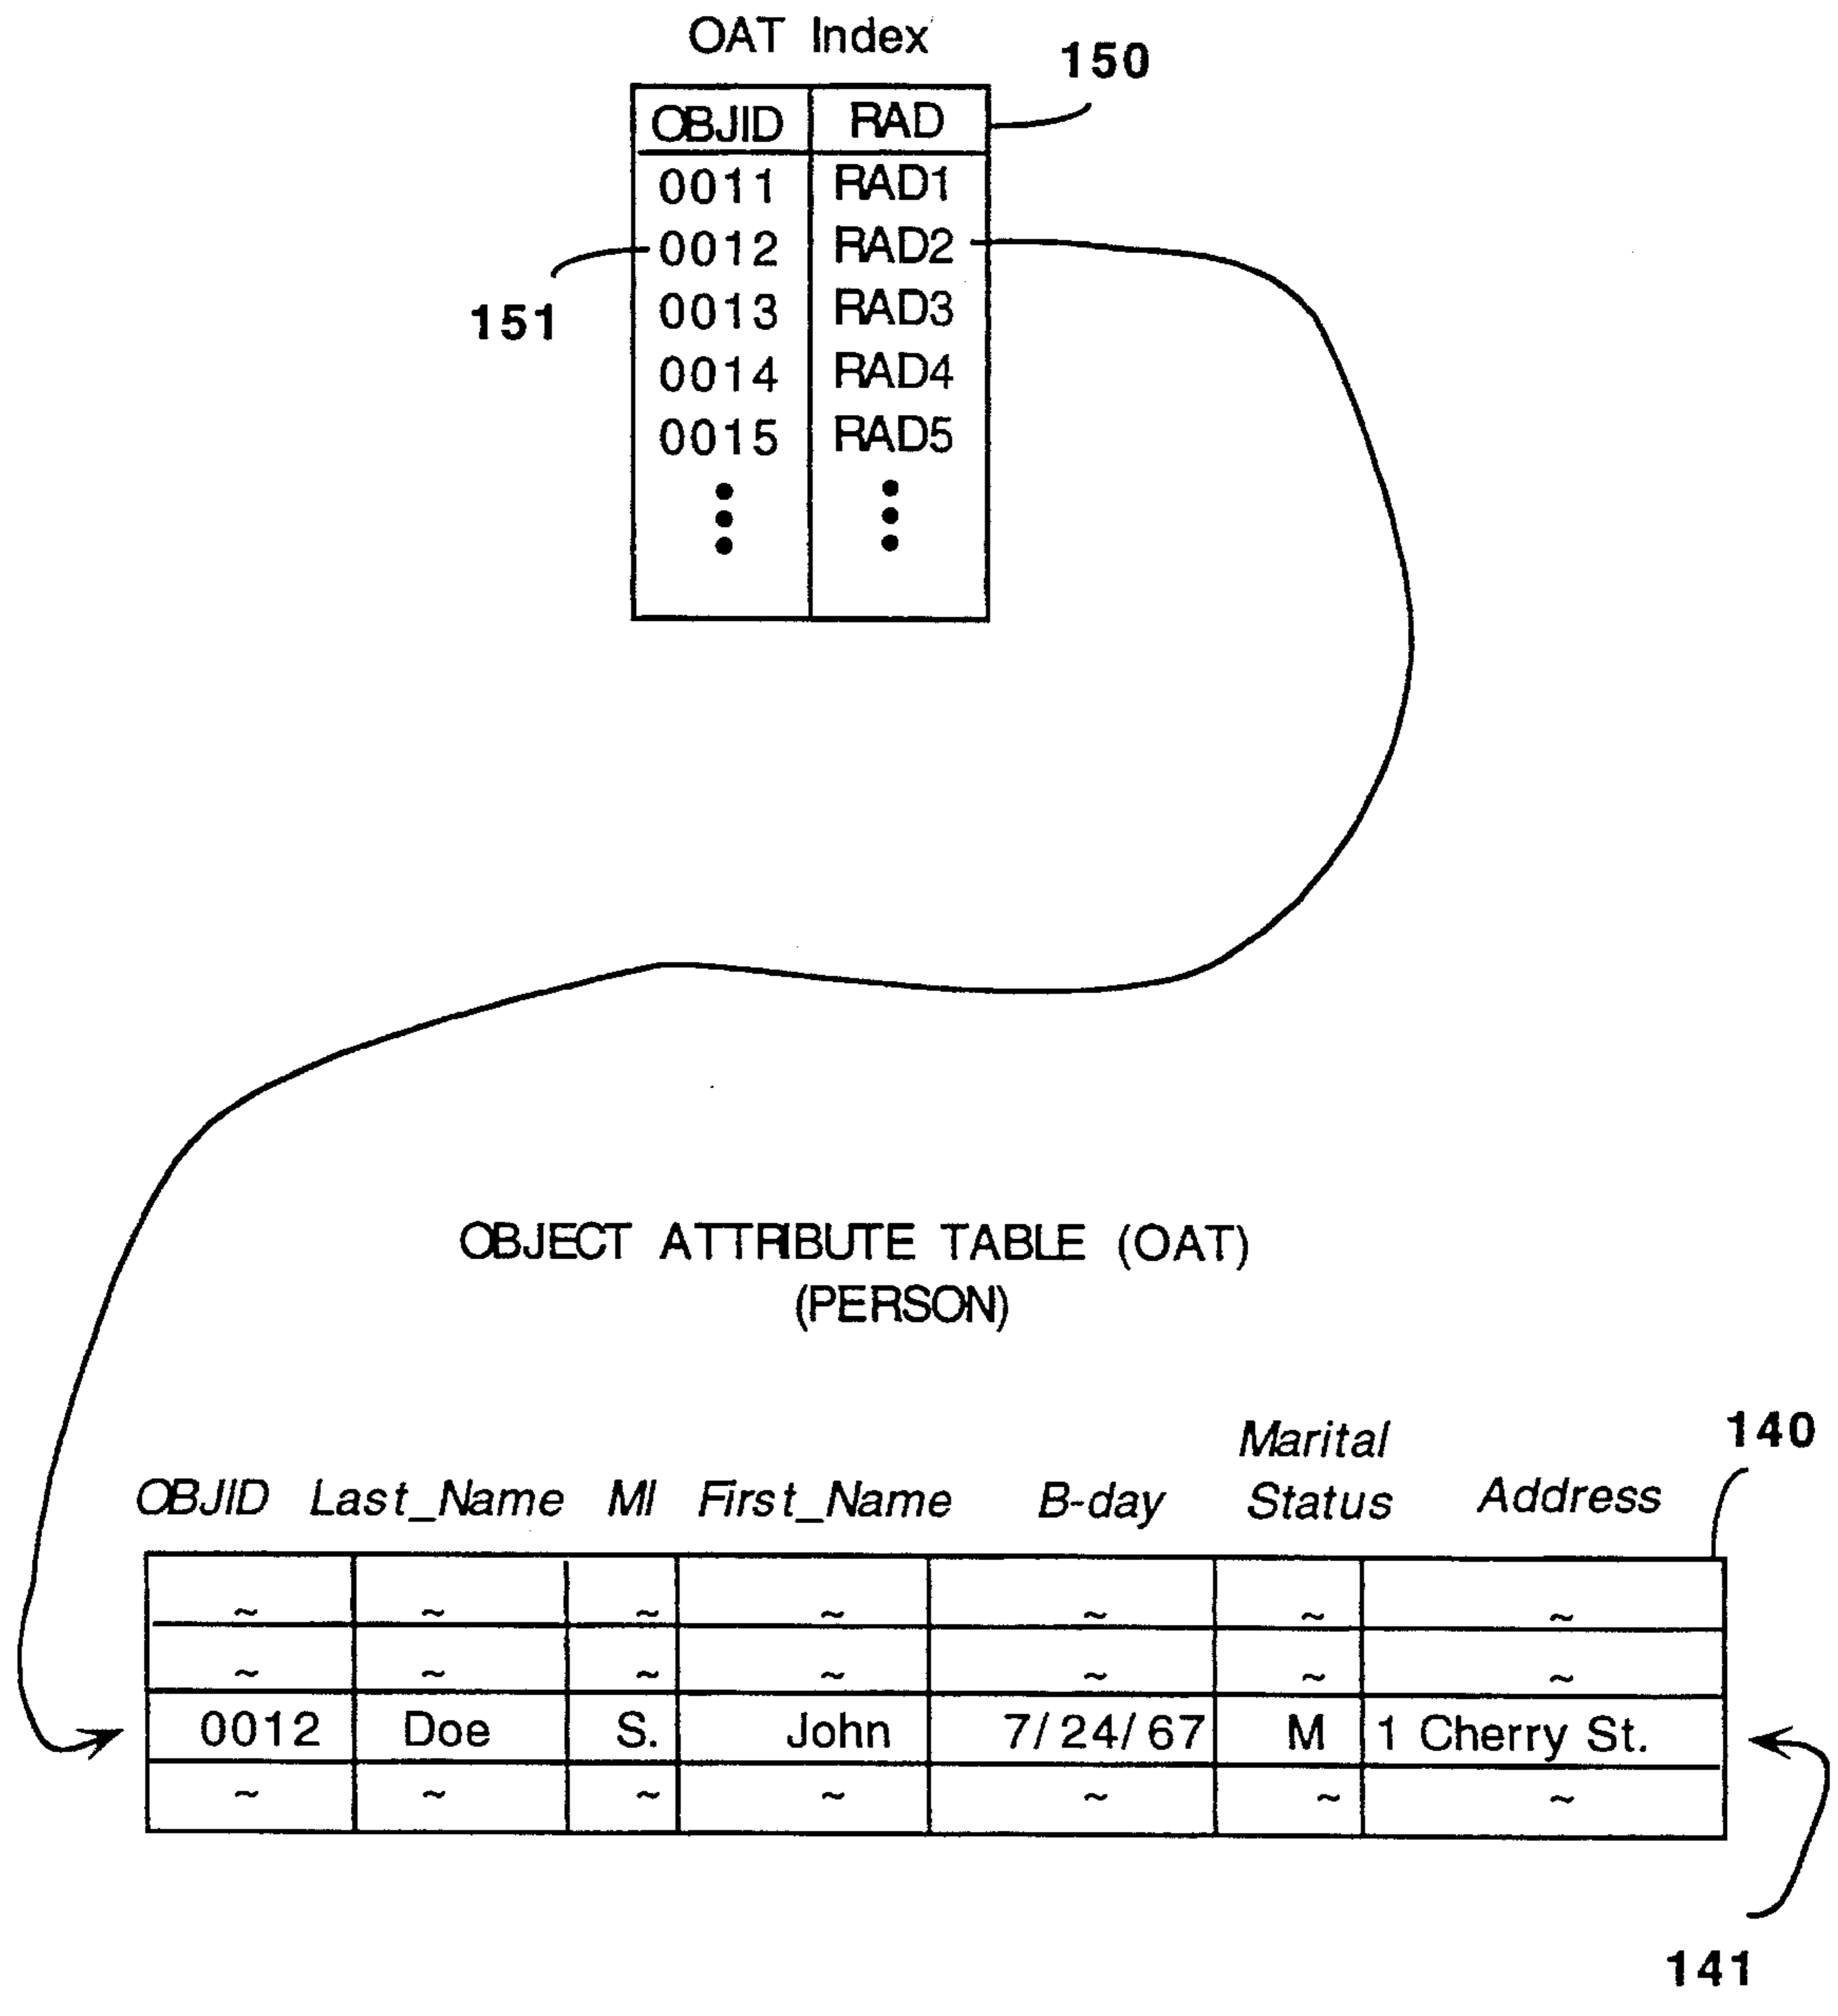 OAT Index
150
OBJID RAD
0011 RAD1
0012 RAD2
151
0013 RAD3
0014 RAD4
0015 RAD5
OBJECT ATTRIBUTE TABLE (OAT)
(PERSON)
140
OBJID Last_Name MI First_Name B-day Marital Status Address
~ ~ ~ ~ ~ ~ ~
~ ~ ~ ~ ~ ~ ~
0012 Doe S. John 7/24/67 M 1 Cherry St.
~ ~ ~ ~ ~ ~ ~
141